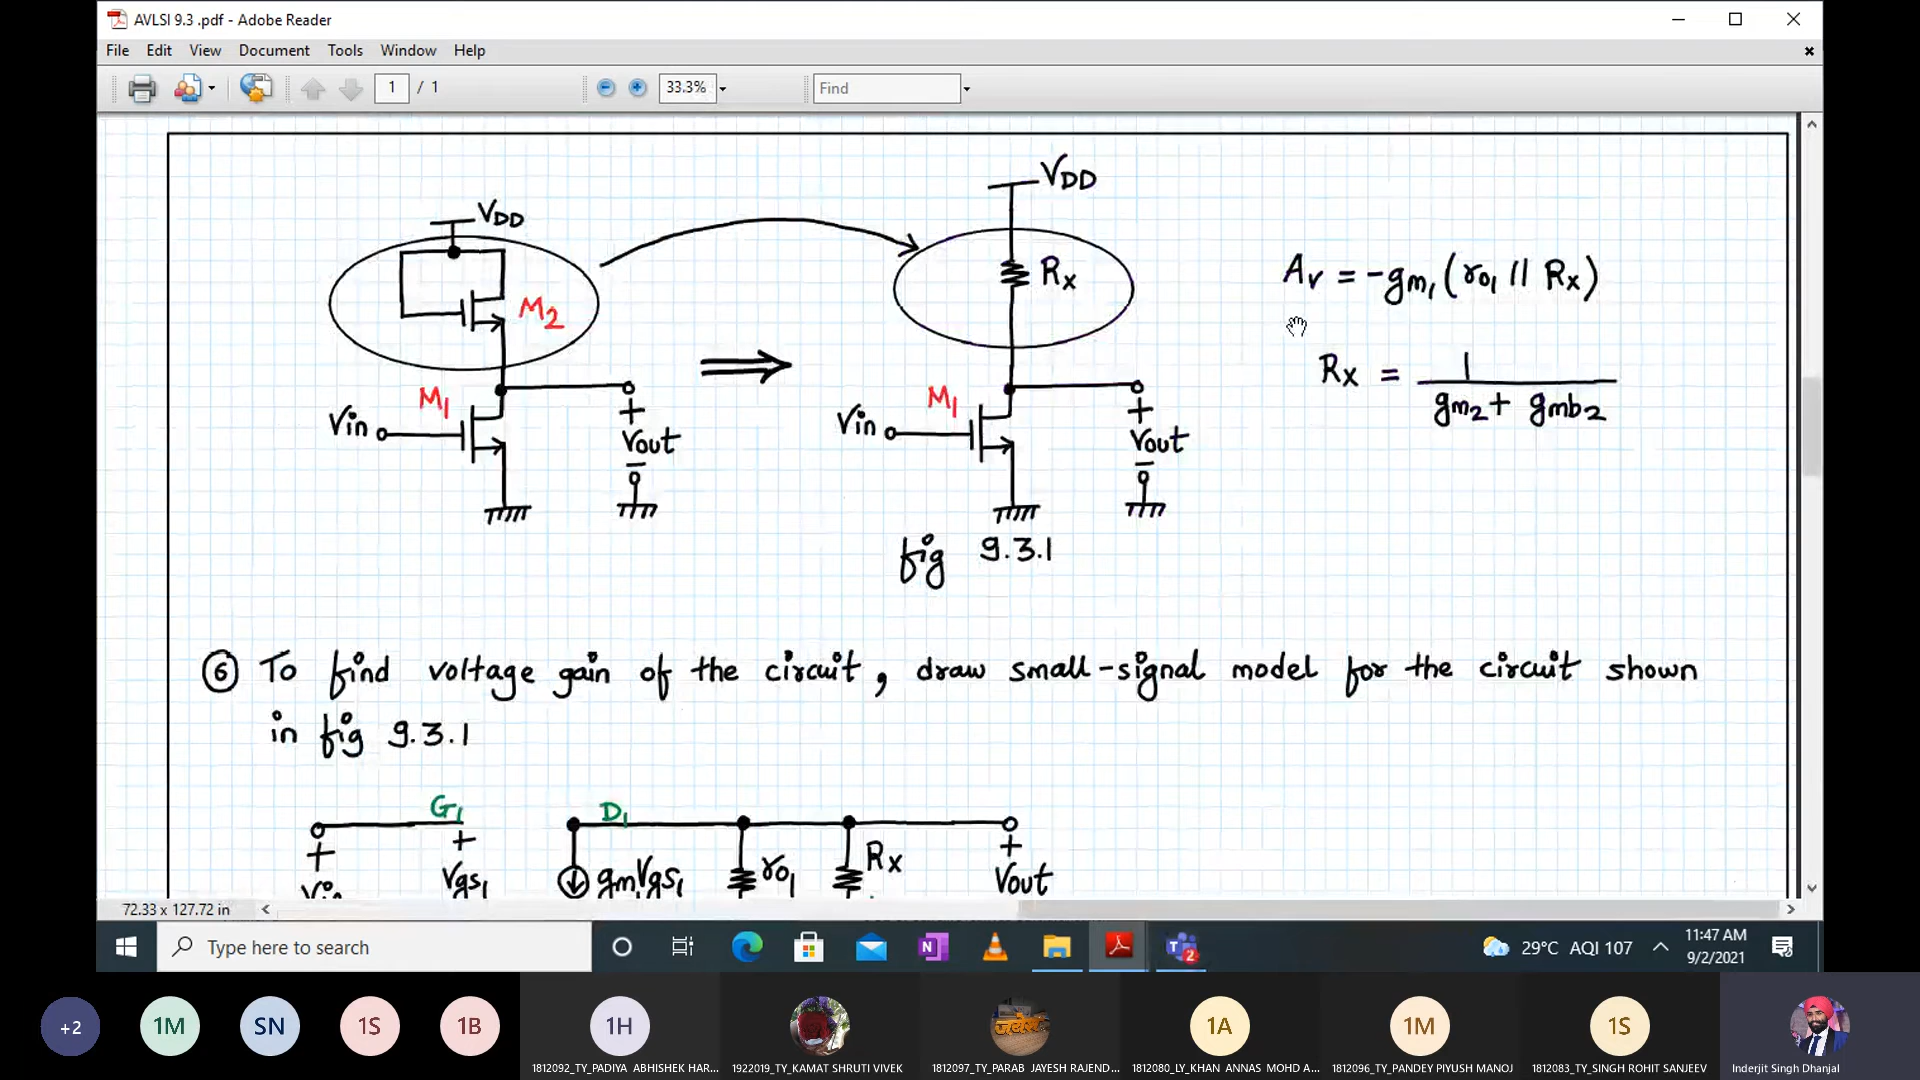 AVLSI 9.3 .pdf - Adobe Reader
File Edit View Document Tools Window Help
1 / 1 33.3% Find
VDD
VDD
M2
Rx
Av = -gm1 (ro1 || Rx)
Rx = 1 / gm2 + gmb2
M1
Vin
+
Vout
-
M1
Vin
+
Vout
-
fig 9.3.1
⑥ To find voltage gain of the circuit, draw small-signal model for the circuit shown
in fig 9.3.1
G1 D1
+ + +
Vgs1 gm1Vgs1 ro1 Rx Vout
72.33 x 127.72 in
Type here to search
T 2
29°C AQI 107
11:47 AM
9/2/2021
+2 1M SN 1S 1B 1H 1A 1M 1S
1812092_TY_PADIYA ABHISHEK HAR...
1922019_TY_KAMAT SHRUTI VIVEK
1812097_TY_PARAB JAYESH RAJEND...
1812080_LY_KHAN ANNAS MOHD A...
1812096_TY_PANDEY PIYUSH MANOJ
1812083_TY_SINGH ROHIT SANJEEV
Inderjit Singh Dhanjal